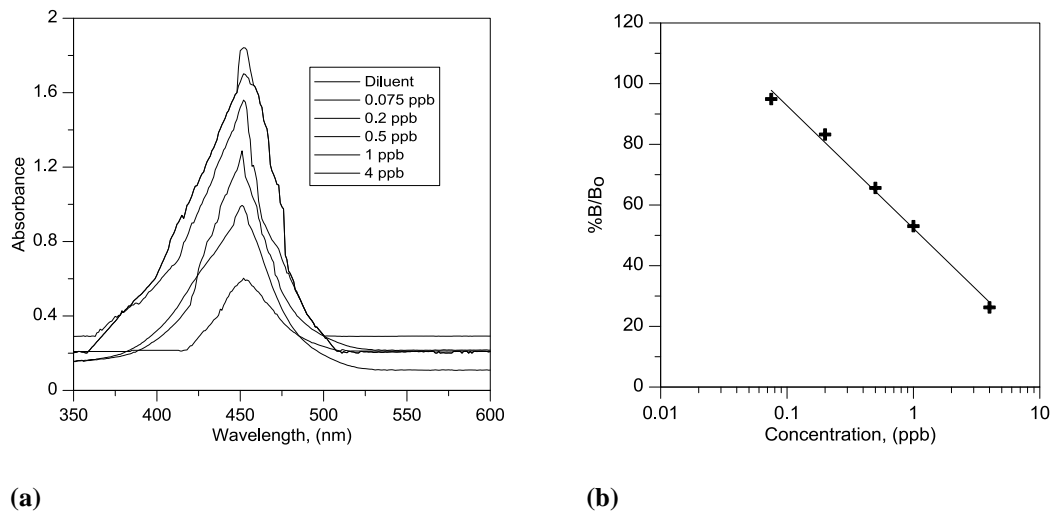 2
1.6
1.2
0.8
0.4
0
Absorbance
350
400
450
500
550
600
Wavelength, (nm)
Diluent
0.075 ppb
0.2 ppb
0.5 ppb
1 ppb
4 ppb
(a)
120
100
80
60
40
20
0
%B/Bo
0.01
0.1
1
10
Concentration, (ppb)
(b)